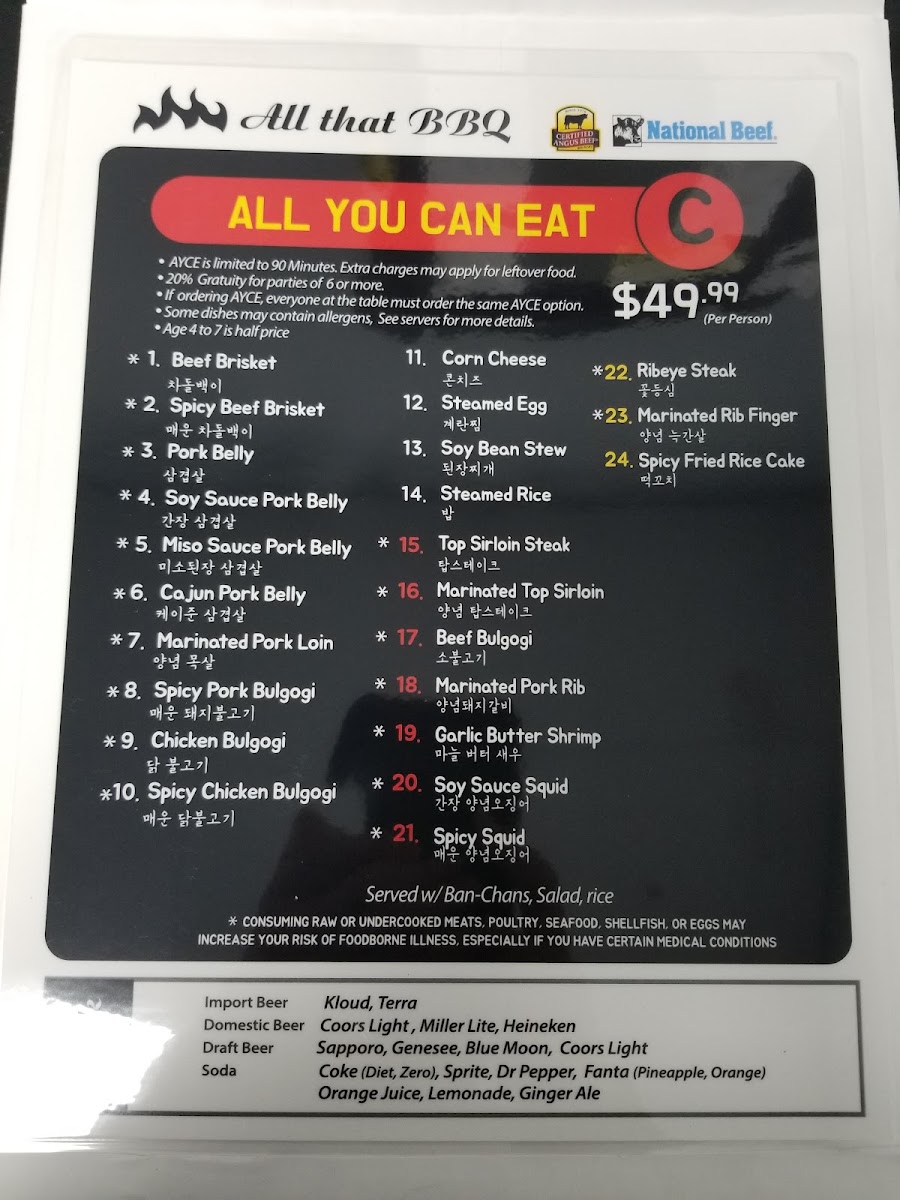 All that BBQ
CERTIFIED
ANGUS BEEF
National Beef.
ALL YOU CAN EAT
C
• AYCE is limited to 90 Minutes. Extra charges may apply for leftover food.
• 20% Gratuity for parties of 6 or more.
• If ordering AYCE, everyone at the table must order the same AYCE option.
• Some dishes may contain allergens, See servers for more details.
• Age 4 to 7 is half price
$49.99
(Per Person)
* 1. Beef Brisket
차돌백이
* 2. Spicy Beef Brisket
매운 차돌백이
* 3. Pork Belly
삼겹살
* 4. Soy Sauce Pork Belly
간장 삼겹살
* 5. Miso Sauce Pork Belly
미소된장 삼겹살
* 6. Cajun Pork Belly
케이준 삼겹살
* 7. Marinated Pork Loin
양념 목살
* 8. Spicy Pork Bulgogi
매운 돼지불고기
* 9. Chicken Bulgogi
닭 불고기
*10. Spicy Chicken Bulgogi
매운 닭불고기
11. Corn Cheese
콘치즈
12. Steamed Egg
계란찜
13. Soy Bean Stew
된장찌개
14. Steamed Rice
밥
* 15. Top Sirloin Steak
탑스테이크
* 16. Marinated Top Sirloin
양념 탑스테이크
* 17. Beef Bulgogi
소불고기
* 18. Marinated Pork Rib
양념돼지갈비
* 19. Garlic Butter Shrimp
마늘 버터 새우
* 20. Soy Sauce Squid
간장 양념오징어
* 21. Spicy Squid
매운 양념오징어
*22. Ribeye Steak
꽃등심
*23. Marinated Rib Finger
양념 늑간살
24. Spicy Fried Rice Cake
떡꼬치
Served w/ Ban-Chans, Salad, rice
* CONSUMING RAW OR UNDERCOOKED MEATS, POULTRY, SEAFOOD, SHELLFISH, OR EGGS MAY
INCREASE YOUR RISK OF FOODBORNE ILLNESS, ESPECIALLY IF YOU HAVE CERTAIN MEDICAL CONDITIONS
Import Beer Kloud, Terra
Domestic Beer Coors Light , Miller Lite, Heineken
Draft Beer Sapporo, Genesee, Blue Moon, Coors Light
Soda Coke (Diet, Zero), Sprite, Dr Pepper, Fanta (Pineapple, Orange)
Orange Juice, Lemonade, Ginger Ale